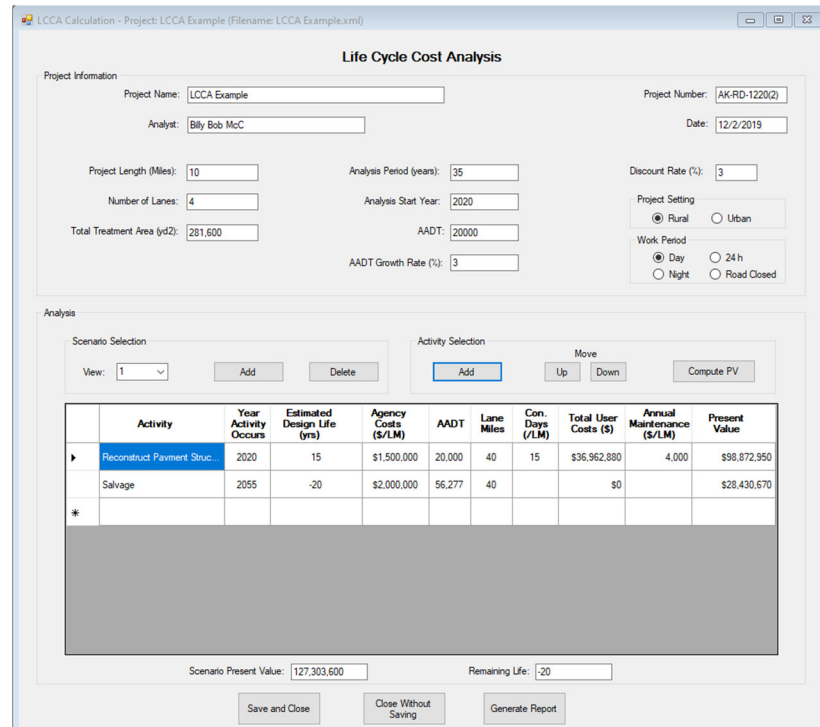 LCCA Calculation - Project: LCCA Example (Filename: LCCA Example.xml)
Life Cycle Cost Analysis
Project Information
Project Name: LCCA Example
Project Number: AK-RD-1220(2)
Analyst: Billy Bob McC
Date: 12/2/2019
Project Length (Miles): 10
Analysis Period (years): 35
Discount Rate (%): 3
Number of Lanes: 4
Analysis Start Year: 2020
Project Setting
Rural Urban
Total Treatment Area (yd2): 281,600
AADT: 20000
Work Period
Day 24 h
AADT Growth Rate (%): 3
Night Road Closed
Analysis
Scenario Selection
Activity Selection
Move
View: 1 Add Delete
Add Up Down Compute PV
Activity Year Activity Occurs Estimated Design Life (yrs) Agency Costs ($/LM) AADT Lane Miles Con. Days (/LM) Total User Costs ($) Annual Maintenance ($/LM) Present Value
Reconstruct Pavment Struc... 2020 15 $1,500,000 20,000 40 15 $36,962,880 4,000 $98,872,950
Salvage 2055 -20 $2,000,000 56,277 40 $0 $28,430,670
Scenario Present Value: 127,303,600
Remaining Life: -20
Save and Close
Close Without Saving
Generate Report